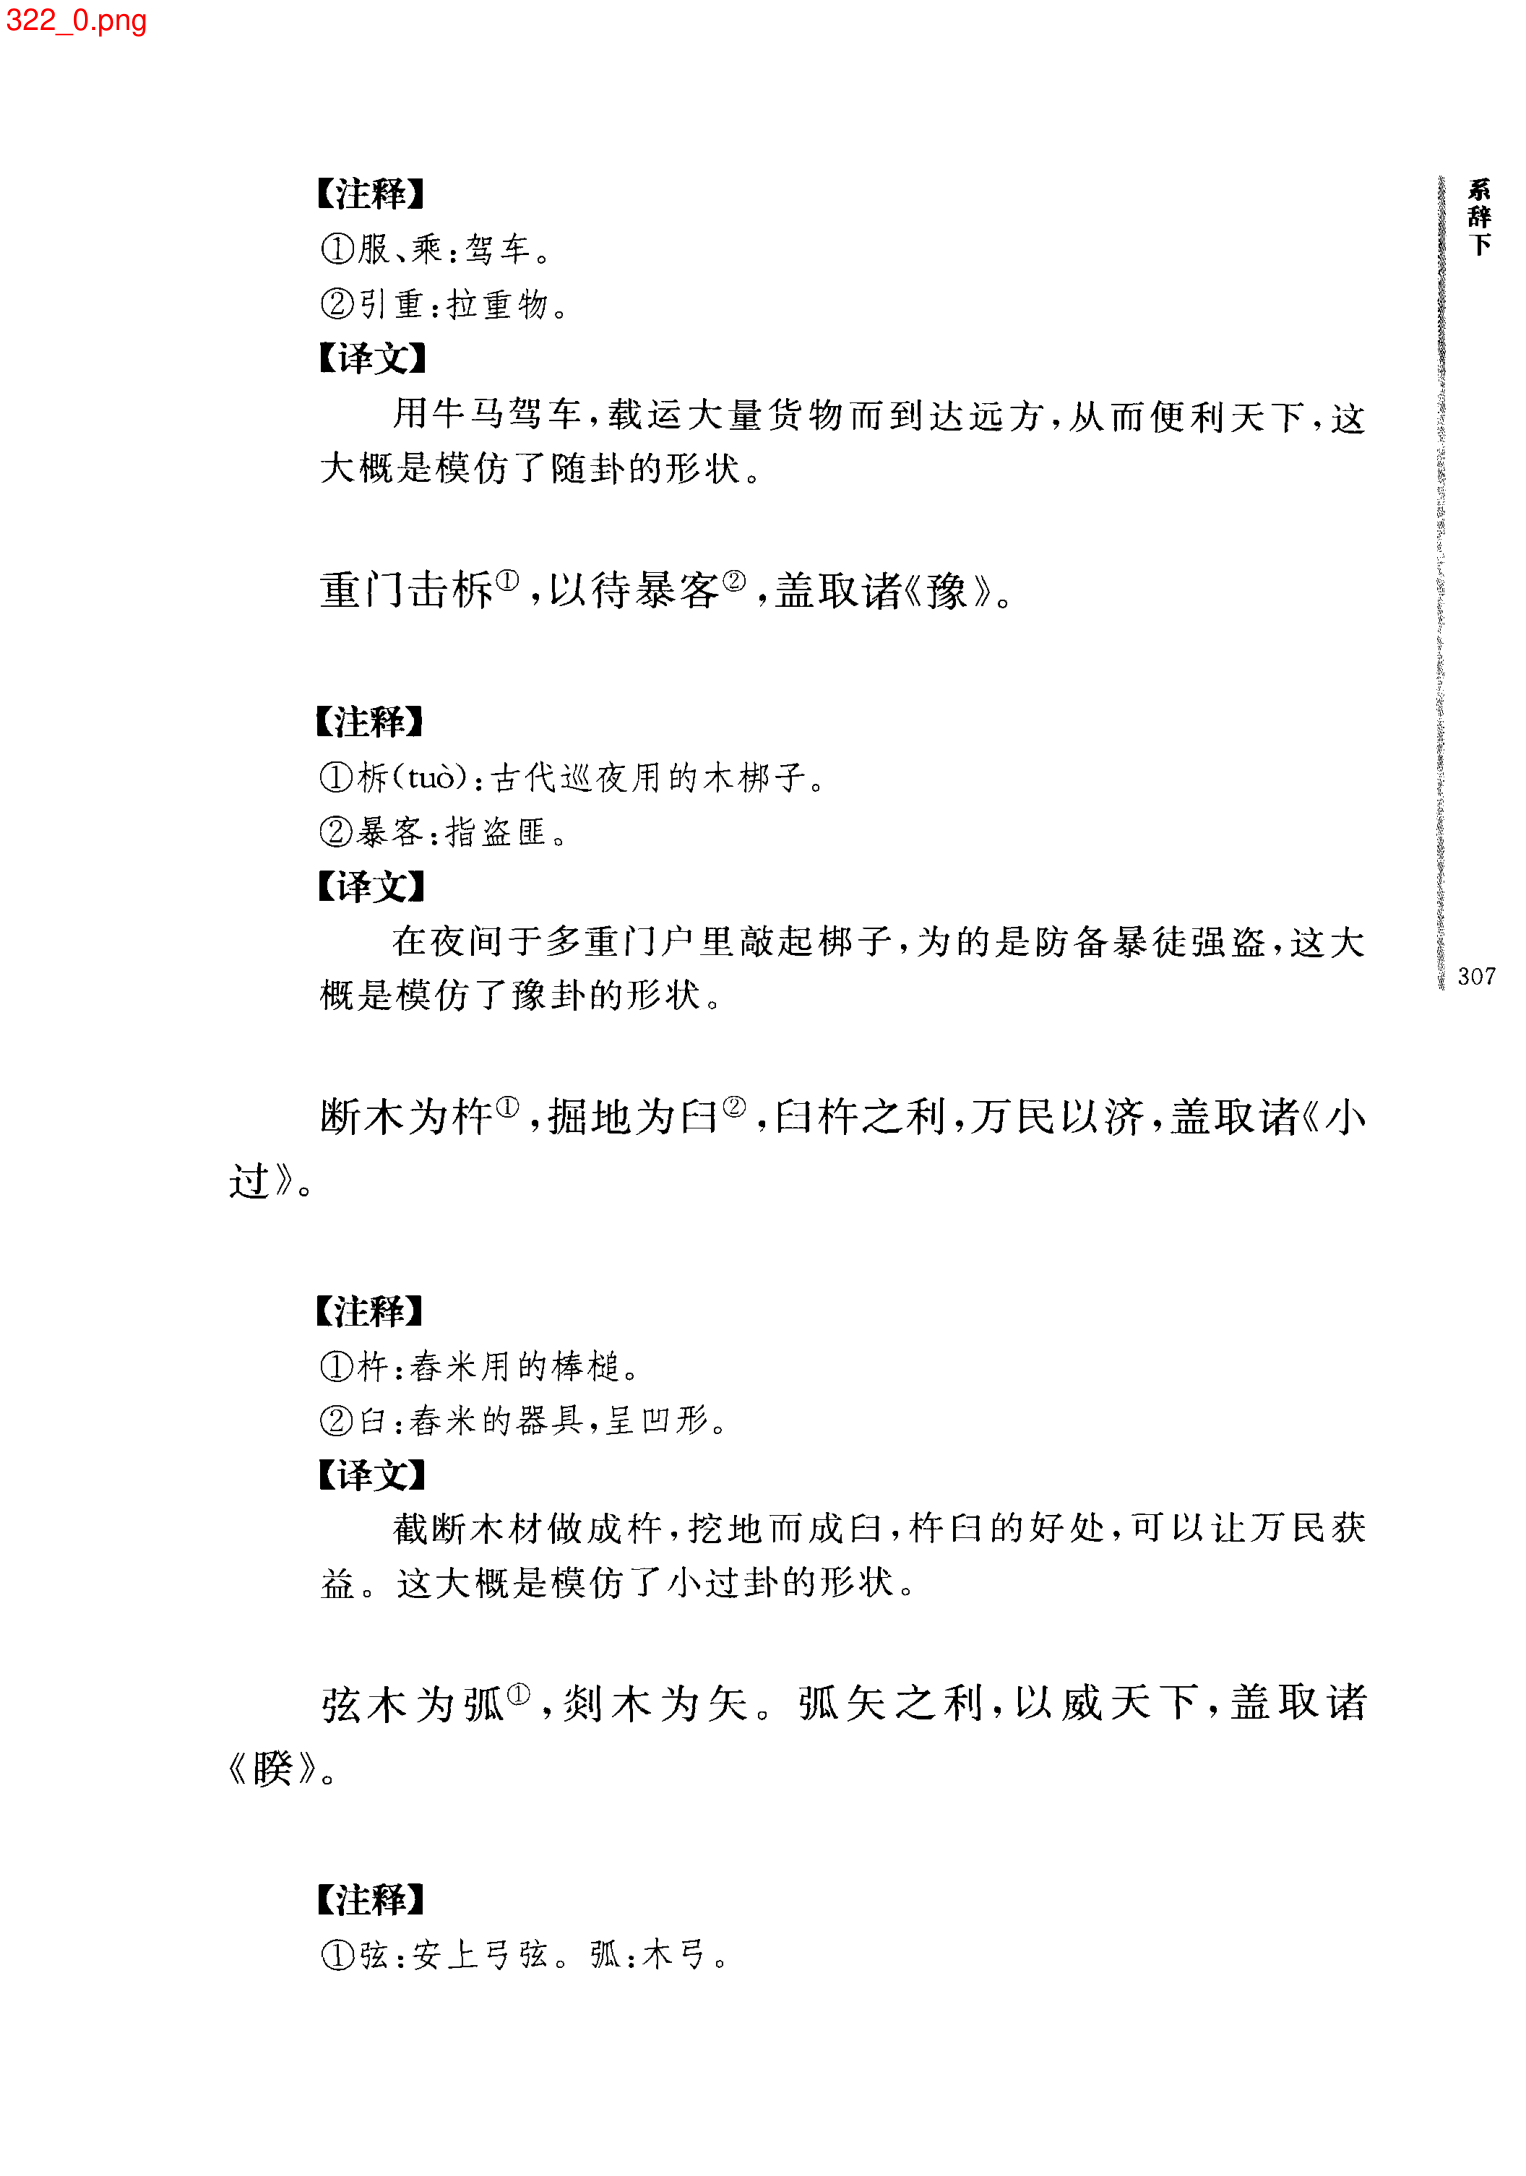 322_0.png
【注释】
①服、乘:驾车。
②引重:拉重物。
【译文】
用牛马驾车,载运大量货物而到达远方,从而便利天下,这
大概是模仿了随卦的形状。
重门击柝①,以待暴客②,盖取诸《豫》。
【注释】
①柝(tuò):古代巡夜用的木梆子。
②暴客:指盗匪。
【译文】
在夜间于多重门户里敲起梆子,为的是防备暴徒强盗,这大
概是模仿了豫卦的形状。
断木为杵①,掘地为臼②,臼杵之利,万民以济,盖取诸《小
过》。
【注释】
①杵:舂米用的棒槌。
②臼:舂米的器具,呈凹形。
【译文】
截断木材做成杵,挖地而成臼,杵臼的好处,可以让万民获
益。这大概是模仿了小过卦的形状。
弦木为弧①,剡木为矢。弧矢之利,以威天下,盖取诸
《睽》。
【注释】
①弦:安上弓弦。弧:木弓。
系辞下
307